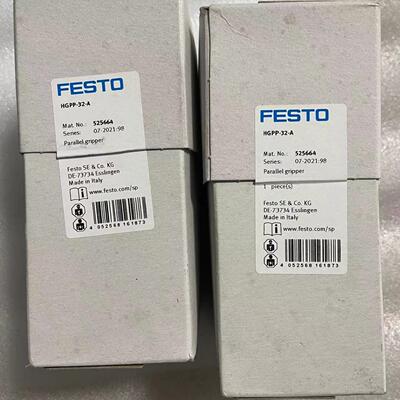 FESTO
HGPP-32-A
Mat. No.: 525664
Series: 07-2021:98
Parallel gripper
Festo SE & Co. KG
DE-73734 Esslingen
Made in Italy
www.festo.com/sp
4 052568 161873
FESTO
HGPP-32-A
Mat. No.: 525664
Series: 07-2021:98
Parallel gripper
1 piece(s)
Festo SE & Co. KG
DE-73734 Esslingen
Made in Italy
www.festo.com/sp
4 052568 161873